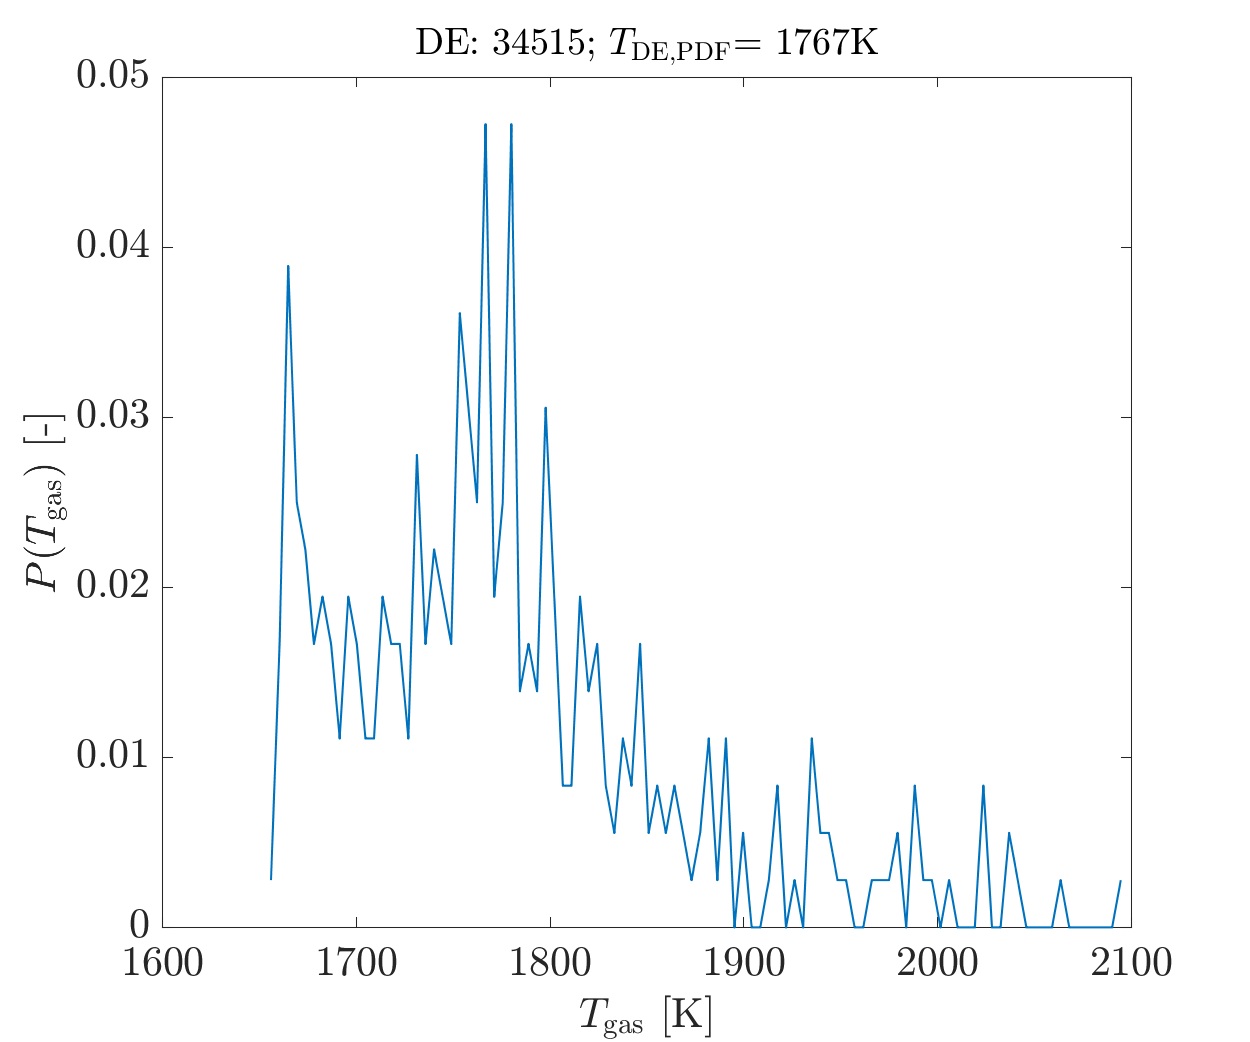 DE: 34515; T_DE,PDF= 1767K
0.05
0.04
0.03
0.02
0.01
0
P(T_gas) [-]
1600 1700 1800 1900 2000 2100
T_gas [K]